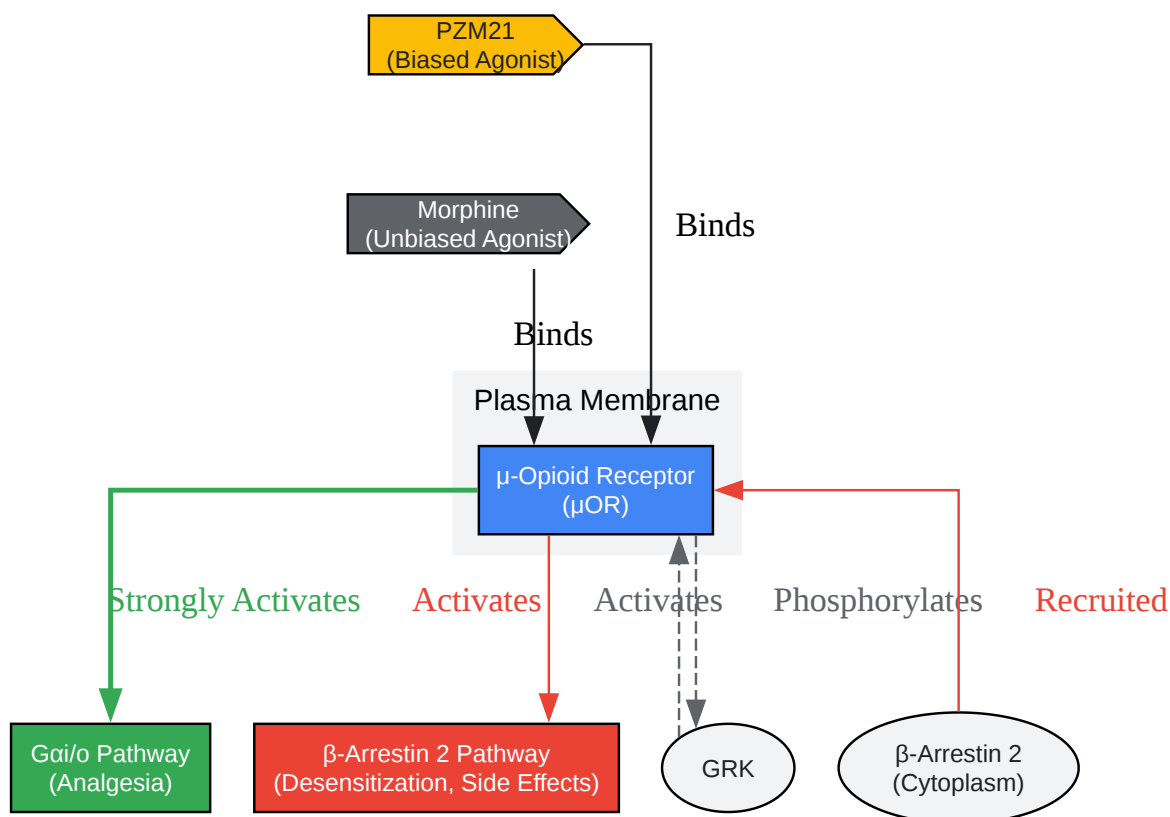 PZM21
(Biased Agonist)
Morphine
(Unbiased Agonist)
Binds
Binds
Plasma Membrane
μ-Opioid Receptor
(μOR)
Strongly Activates
Activates
Activates
Phosphorylates
Recruited
Gαi/o Pathway
(Analgesia)
β-Arrestin 2 Pathway
(Desensitization, Side Effects)
GRK
β-Arrestin 2
(Cytoplasm)